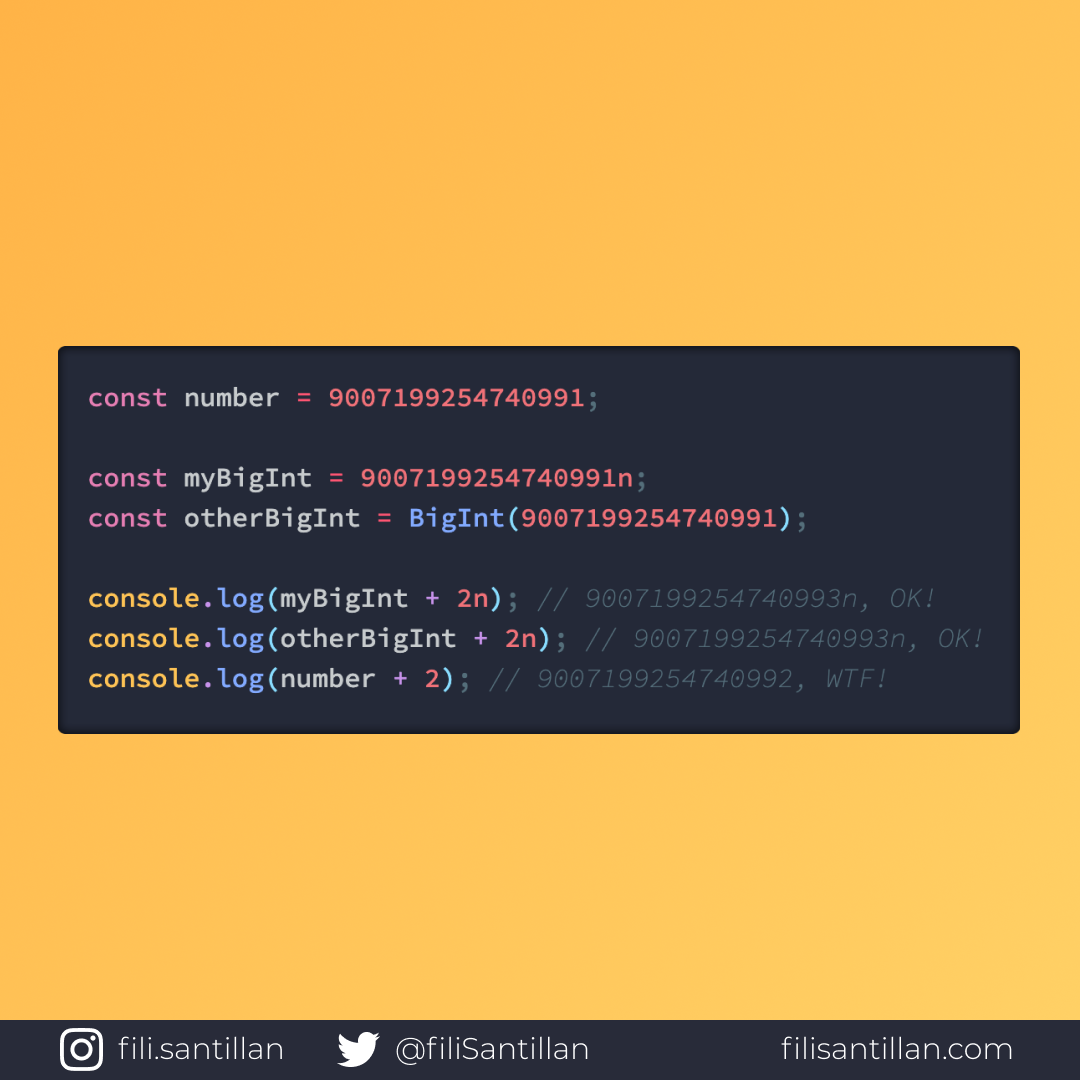 const number = 9007199254740991;
const myBigInt = 9007199254740991n;
const otherBigInt = BigInt(9007199254740991);
console.log(myBigInt + 2n); // 9007199254740993n, OK!
console.log(otherBigInt + 2n); // 9007199254740993n, OK!
console.log(number + 2); // 9007199254740992, WTF!
fili.santillan @filiSantillan filisantillan.com